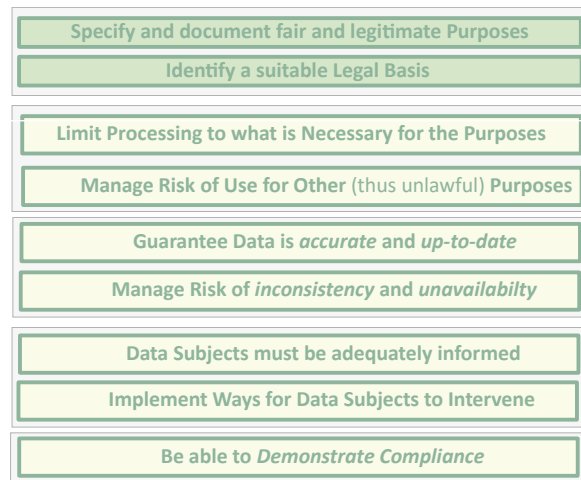 Specify and document fair and legitimate Purposes
Identify a suitable Legal Basis
Limit Processing to what is Necessary for the Purposes
Manage Risk of Use for Other (thus unlawful) Purposes
Guarantee Data is accurate and up-to-date
Manage Risk of inconsistency and unavailabilty
Data Subjects must be adequately informed
Implement Ways for Data Subjects to Intervene
Be able to Demonstrate Compliance